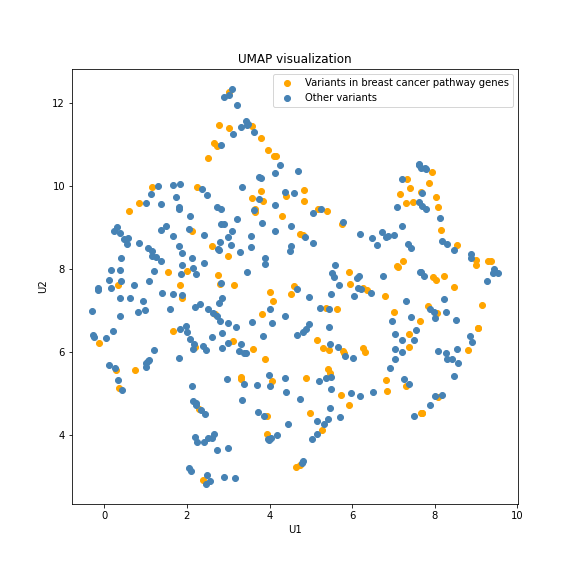 UMAP visualization
Variants in breast cancer pathway genes
Other variants
12
10
8
6
4
U2
0
2
4
6
8
10
U1